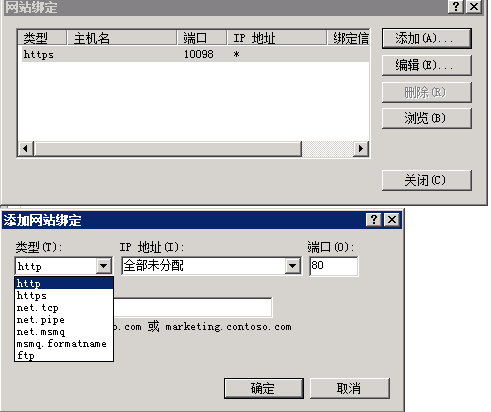 网站绑定
类型 主机名 端口 IP 地址 绑定信
https 10098 *
添加(A)...
编辑(E)...
删除(R)
浏览(B)
关闭(C)
添加网站绑定
类型(T): IP 地址(I): 端口(O):
http 全部未分配 80
http
https
net.tcp
net.pipe
net.msmq
msmq.formatname
ftp
o.com 或 marketing.contoso.com
确定 取消